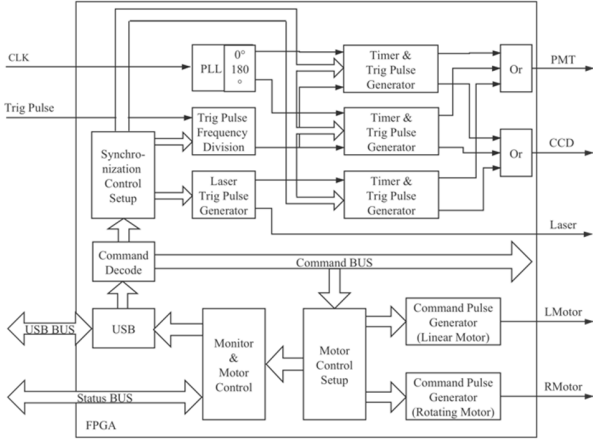 CLK
PLL
0°
180
°
Timer &
Trig Pulse
Generator
Or
PMT
Trig Pulse
Trig Pulse
Frequency
Division
Timer &
Trig Pulse
Generator
Or
CCD
Synchro-
nization
Control
Setup
Laser
Trig Pulse
Generator
Timer &
Trig Pulse
Generator
Laser
Command
Decode
Command BUS
USB BUS
USB
Monitor
&
Motor
Control
Motor
Control
Setup
Command Pulse
Generator
(Linear Motor)
LMotor
Status BUS
Command Pulse
Generator
(Rotating Motor)
RMotor
FPGA